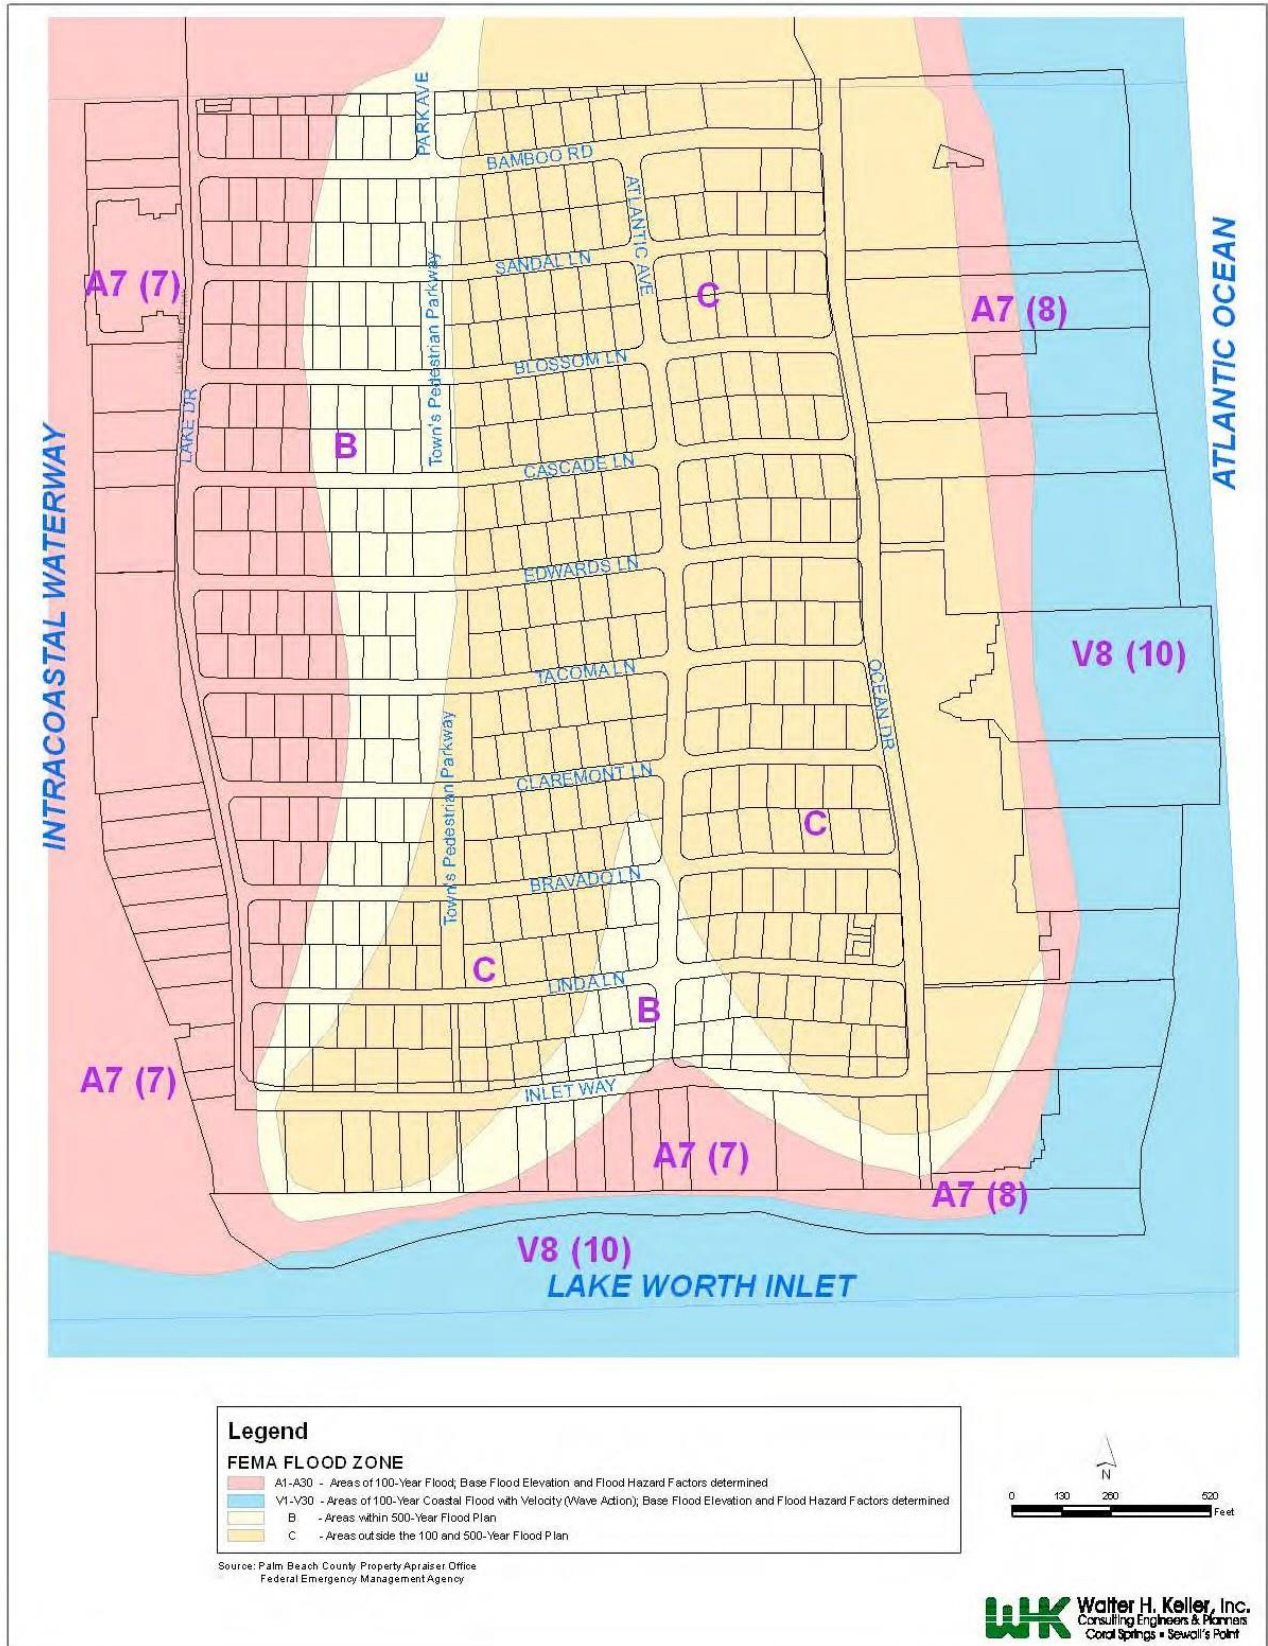 PARK AVE
BAMBOO RD
ATLANTIC AVE
SANDAL LN
Town's Pedestrian Parkway
A7 (7)
C
A7 (8)
ATLANTIC OCEAN
BLOSSOM LN
LAKE DR
B
CASCADE LN
INTRACOASTAL WATERWAY
EDWARDS LN
V8 (10)
TACOMA LN
OCEAN DR
Town's Pedestrian Parkway
CLAREMONT LN
C
BRAVADO LN
C
LINDA LN
B
A7 (7)
INLET WAY
A7 (7)
A7 (8)
V8 (10)
LAKE WORTH INLET
Legend
FEMA FLOOD ZONE
A1-A30 - Areas of 100-Year Flood; Base Flood Elevation and Flood Hazard Factors determined
V1-V30 - Areas of 100-Year Coastal Flood with Velocity (Wave Action); Base Flood Elevation and Flood Hazard Factors determined
B - Areas within 500-Year Flood Plan
C - Areas outside the 100 and 500-Year Flood Plan
N
0 130 260 520
Feet
Source: Palm Beach County Property Apraiser Office
Federal Emergency Management Agency
WHK
Walter H. Keller, Inc.
Consulting Engineers & Planners
Coral Springs • Sewall's Point